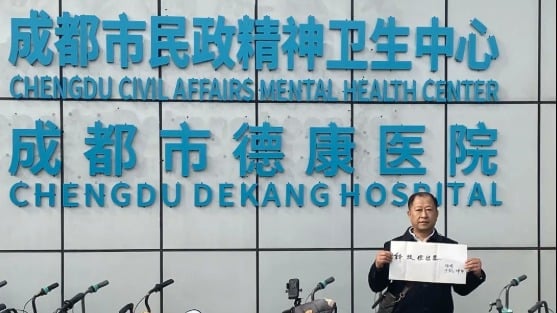 成都市民政精神卫生中心
CHENGDU CIVIL AFFAIRS MENTAL HEALTH CENTER
成都市德康医院
CHENGDU DEKANG HOSPITAL